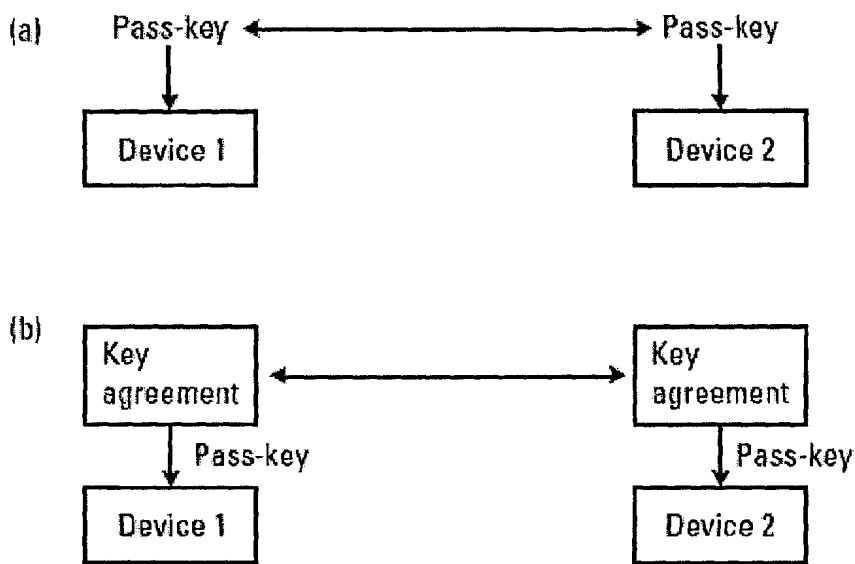 (a) Pass-key Pass-key
Device 1 Device 2
(b)
Key Key
agreement agreement
Pass-key Pass-key
Device 1 Device 2